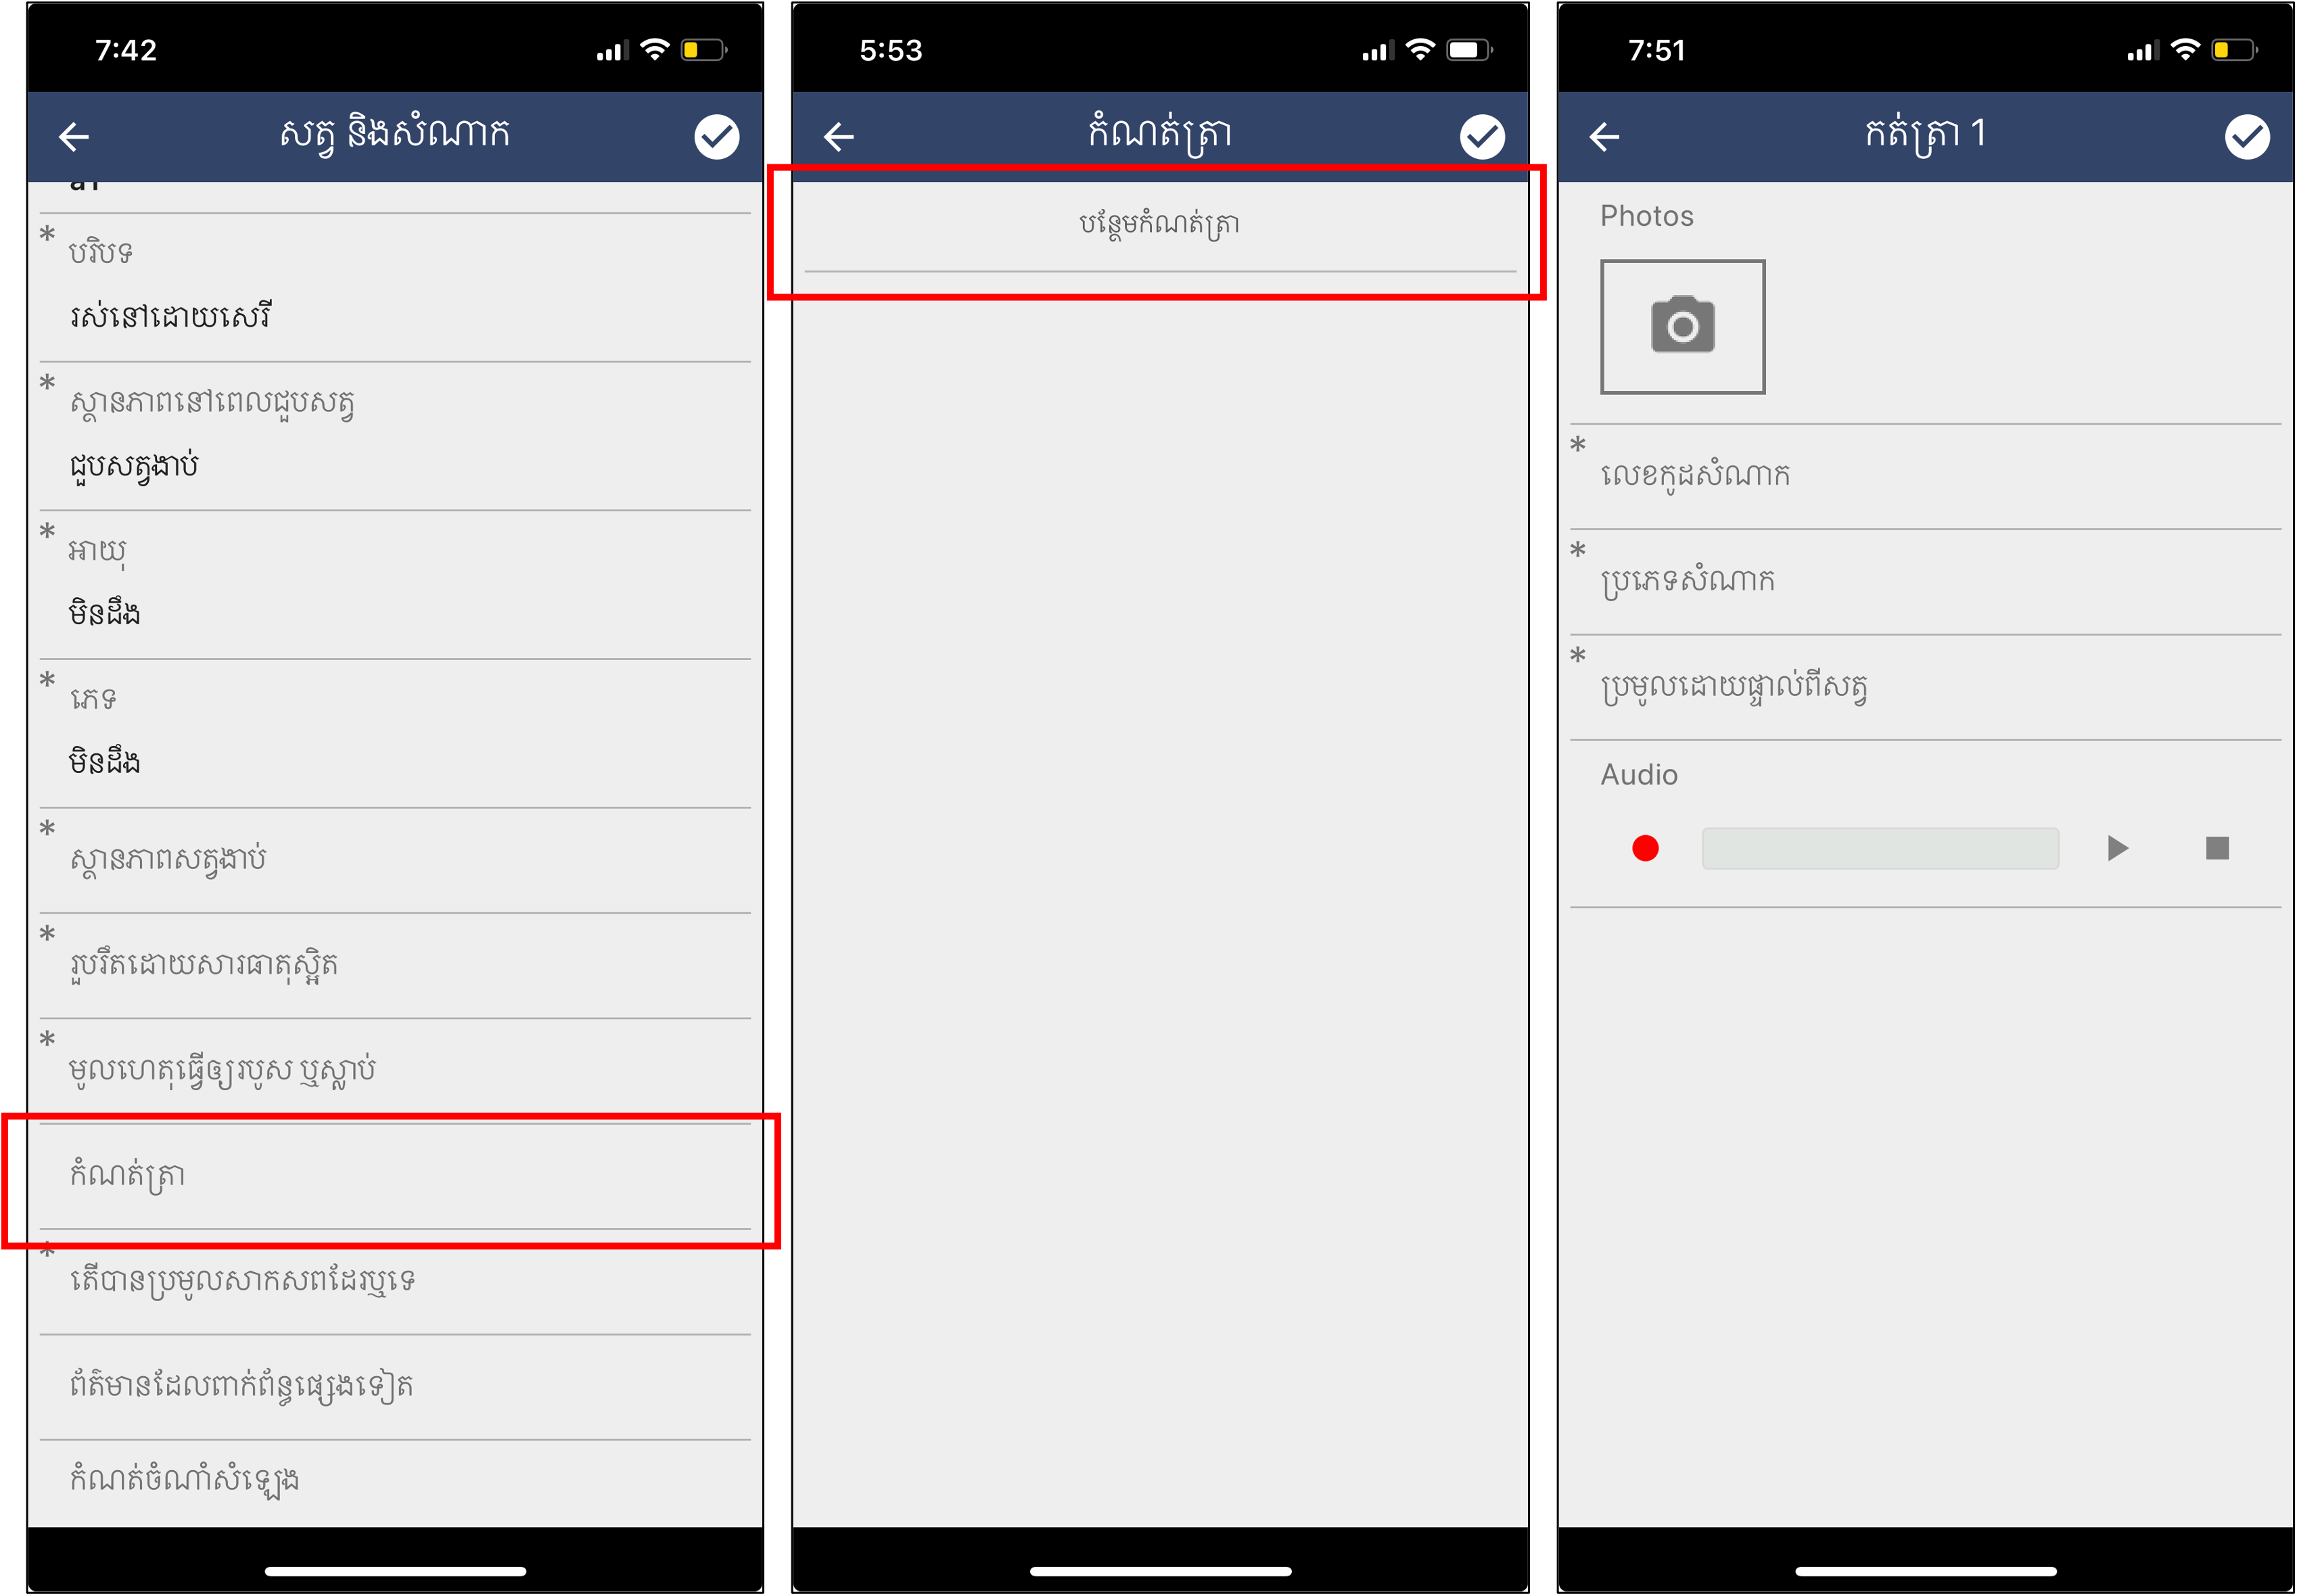 7:42
សត្វ និងសំណាក
* បរិបទ
រស់នៅដោយសេរី
* ស្ថានភាពនៅពេលជួបសត្វ
ជួបសត្វងាប់
* អាយុ
មិនដឹង
* ភេទ
មិនដឹង
* ស្ថានភាពសត្វងាប់
* រួបរឹតដោយសារធាតុស្អិត
* មូលហេតុធ្វើឲ្យរបូស ឬស្លាប់
កំណត់ត្រា
* តើបានប្រមូលសាកសពដែរឬទេ
ព័ត៌មានដែលពាក់ព័ន្ធផ្សេងទៀត
កំណត់ចំណាំសំឡេង
5:53
កំណត់ត្រា
បន្ថែមកំណត់ត្រា
7:51
កត់ត្រា 1
Photos
* លេខកូដសំណាក
* ប្រភេទសំណាក
* ប្រមូលដោយផ្ទាល់ពីសត្វ
Audio